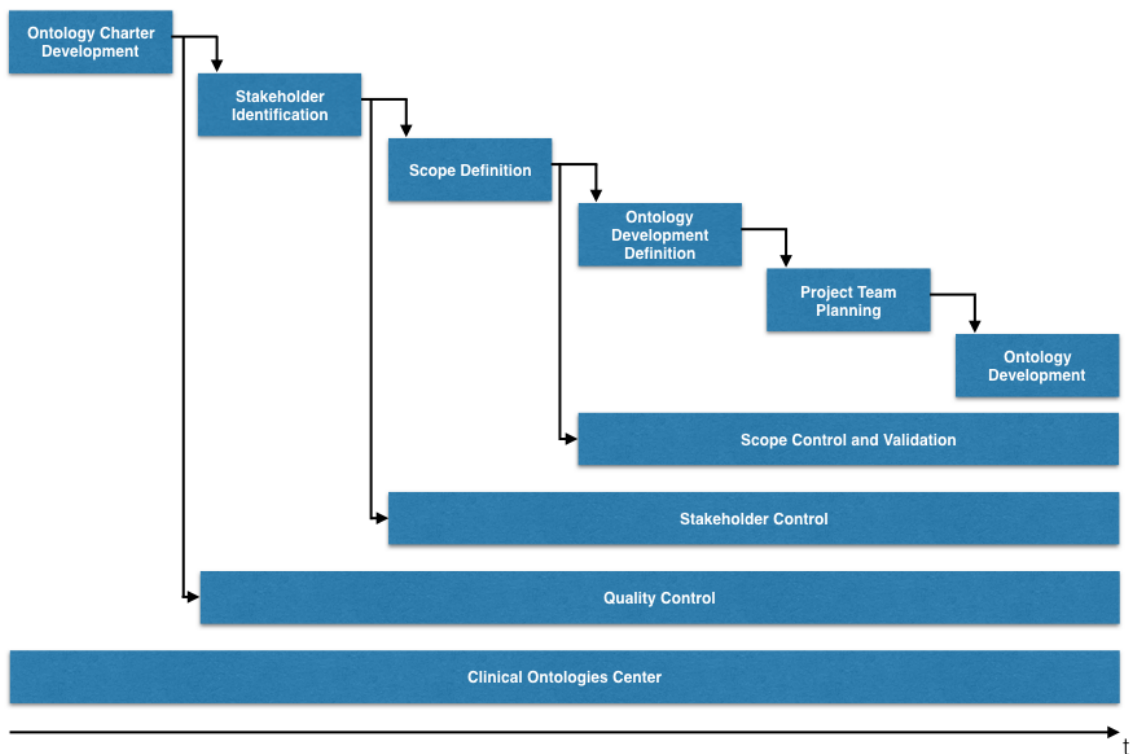 Ontology Charter
Development
Stakeholder
Identification
Scope Definition
Ontology
Development
Definition
Project Team
Planning
Ontology
Development
Scope Control and Validation
Stakeholder Control
Quality Control
Clinical Ontologies Center
t